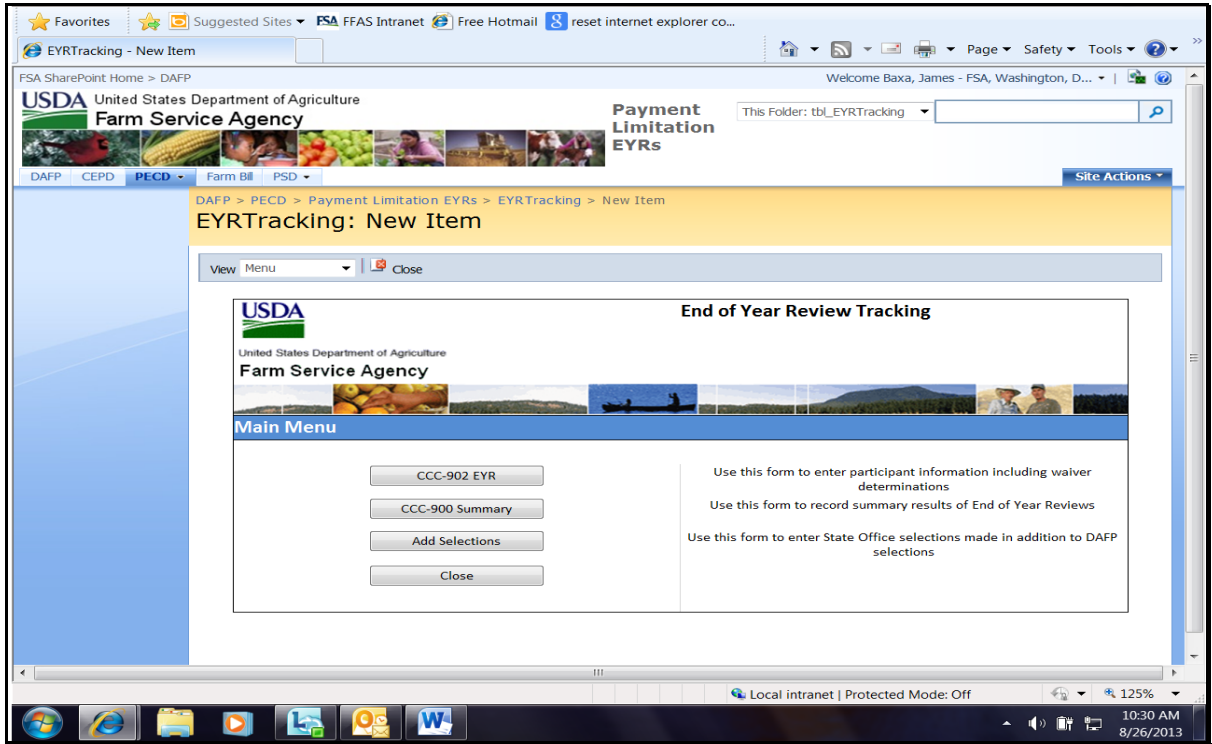 Favorites Suggested Sites FSA FFAS Intranet Free Hotmail 8 reset internet explorer co...
EYRTracking - New Item Page Safety Tools
FSA SharePoint Home > DAFP Welcome Baxa, James - FSA, Washington, D...
USDA United States Department of Agriculture
Farm Service Agency
Payment
Limitation
EYRs
This Folder: tbl_EYRTracking
DAFP CEPD PECD Farm Bill PSD Site Actions
DAFP > PECD > Payment Limitation EYRs > EYRTracking > New Item
EYRTracking: New Item
View Menu Close
USDA
End of Year Review Tracking
United States Department of Agriculture
Farm Service Agency
Main Menu
CCC-902 EYR
Use this form to enter participant information including waiver
determinations
CCC-900 Summary
Use this form to record summary results of End of Year Reviews
Add Selections
Use this form to enter State Office selections made in addition to DAFP
selections
Close
Local intranet | Protected Mode: Off 125%
10:30 AM
8/26/2013